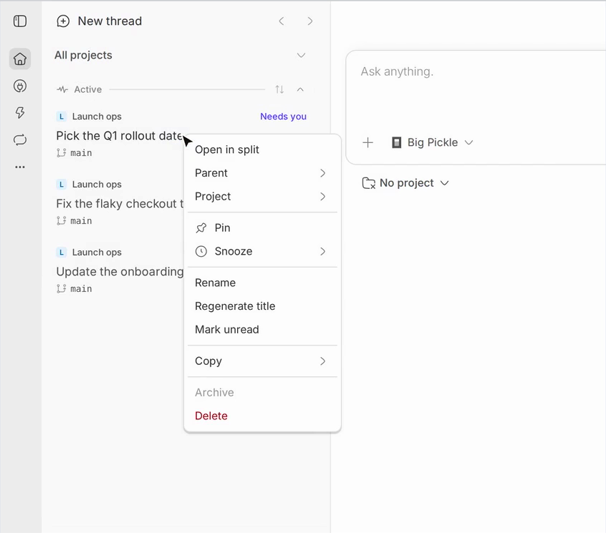 New thread
All projects
Active
L Launch ops Needs you
Pick the Q1 rollout date
main
L Launch ops
Fix the flaky checkout t
main
L Launch ops
Update the onboarding
main
Open in split
Parent
Project
Pin
Snooze
Rename
Regenerate title
Mark unread
Copy
Archive
Delete
Ask anything.
Big Pickle
No project